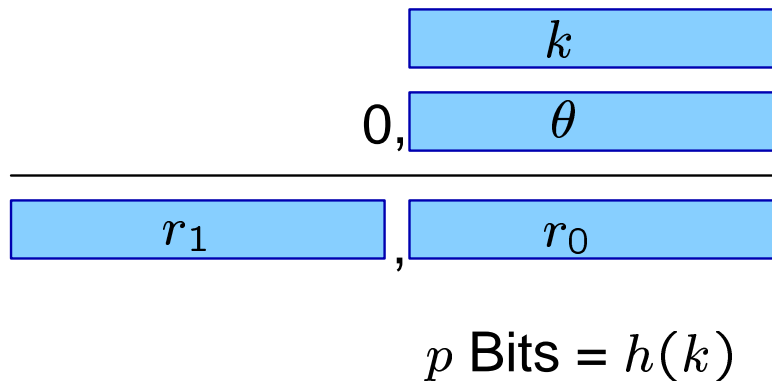 k
0, θ
r₁ , r₀
p Bits = h(k)